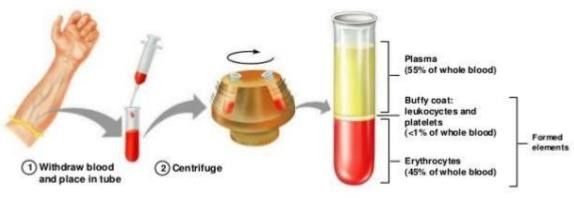 1 Withdraw blood
and place in tube
2 Centrifuge
Plasma
(55% of whole blood)
Buffy coat:
leukocyctes and
platelets
(<1% of whole blood)
Erythrocytes
(45% of whole blood)
Formed
elements